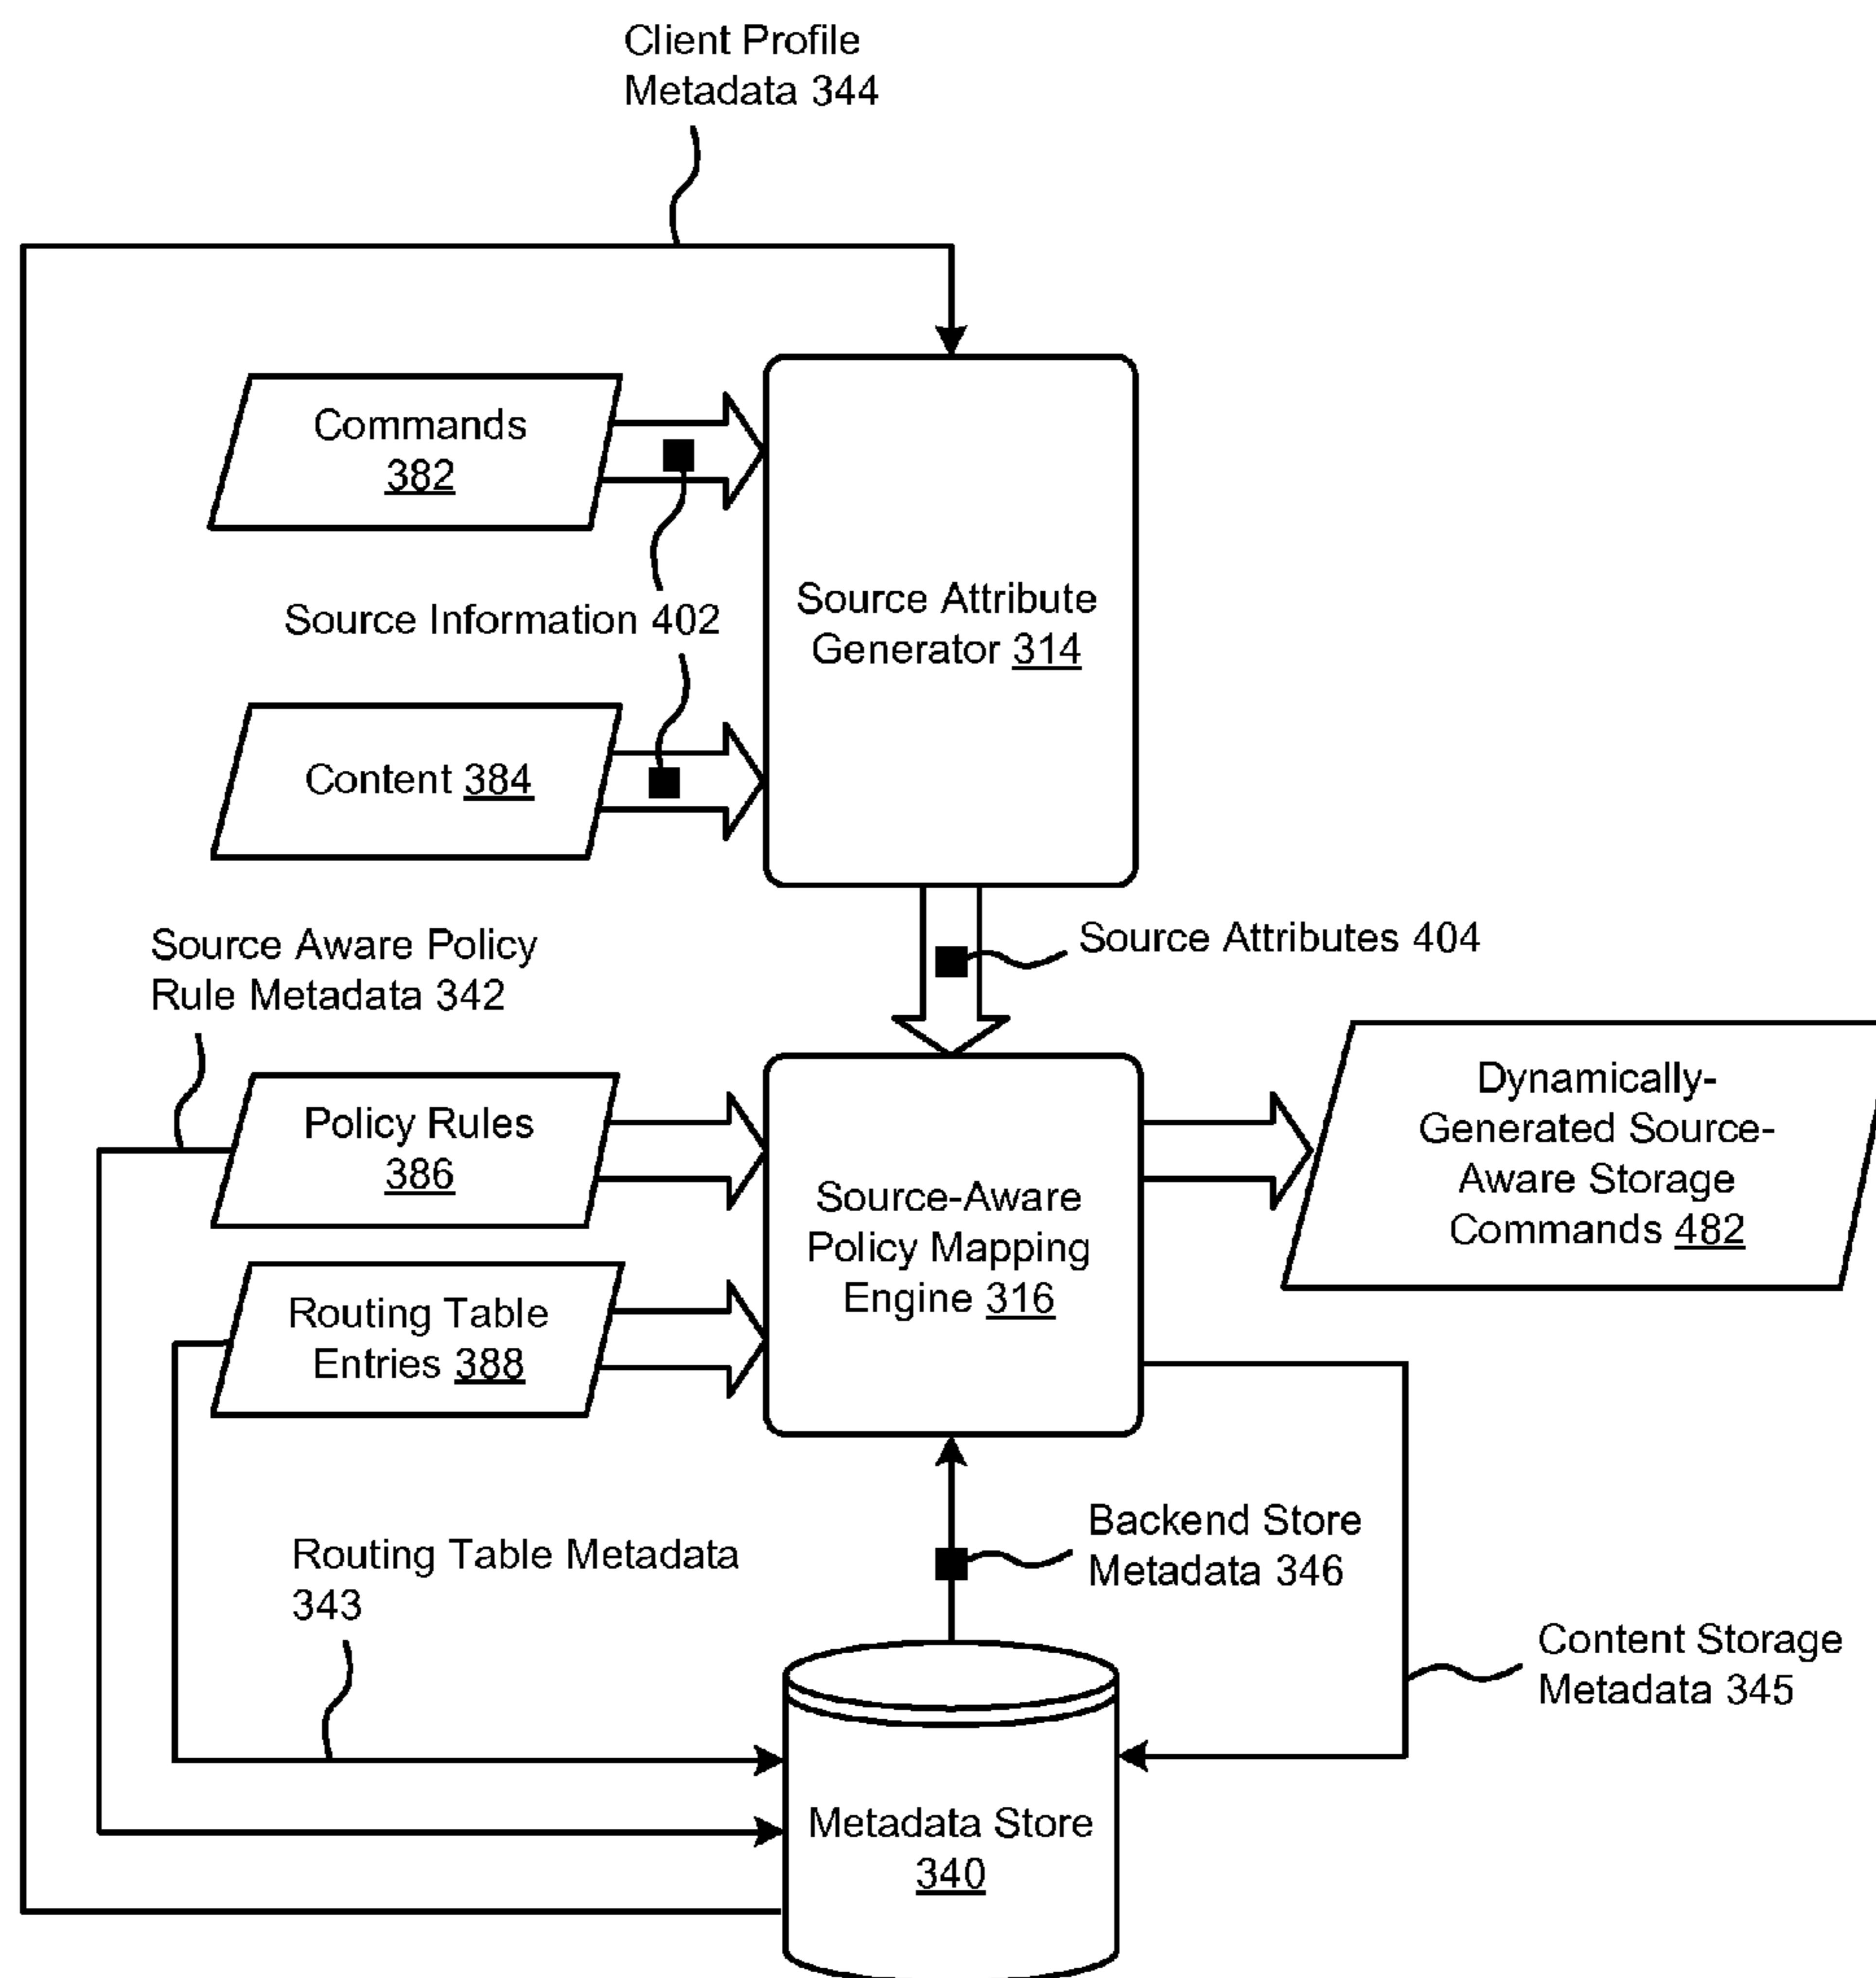 Client Profile
Metadata 344
Commands
382
Source Information 402
Source Attribute
Generator 314
Content 384
Source Attributes 404
Source Aware Policy
Rule Metadata 342
Policy Rules
386
Source-Aware
Policy Mapping
Engine 316
Dynamically-
Generated Source-
Aware Storage
Commands 482
Routing Table
Entries 388
Backend Store
Metadata 346
Routing Table Metadata
343
Content Storage
Metadata 345
Metadata Store
340